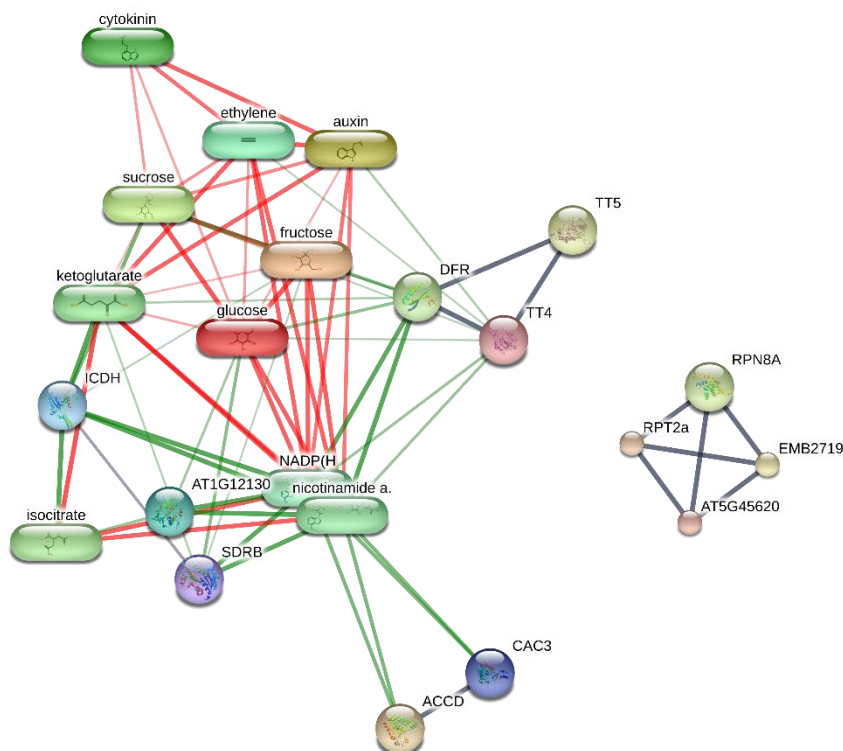 cytokinin
ethylene
auxin
sucrose
TT5
fructose
DFR
ketoglutarate
glucose
TT4
RPN8A
ICDH
RPT2a
EMB2719
NADP(H
AT1G12130
nicotinamide a.
AT5G45620
isocitrate
SDRB
CAC3
ACCD